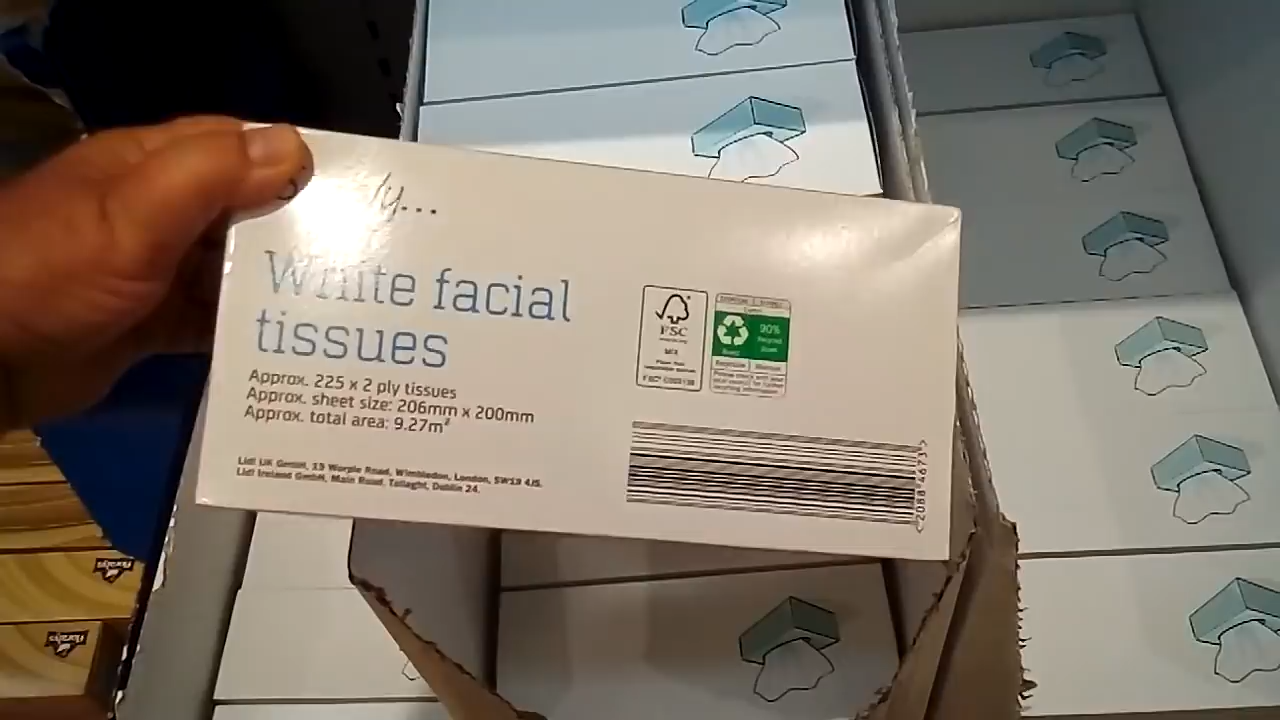 White facial
tissues
Approx. 225 x 2 ply tissues
Approx. sheet size: 206mm x 200mm
Approx. total area: 9.27m²
Lidl UK GmbH, 19 Worple Road, Wimbledon, London, SW19 4JS.
Lidl Ireland GmbH, Main Road, Tallaght, Dublin 24.
FSC
MIX
90%